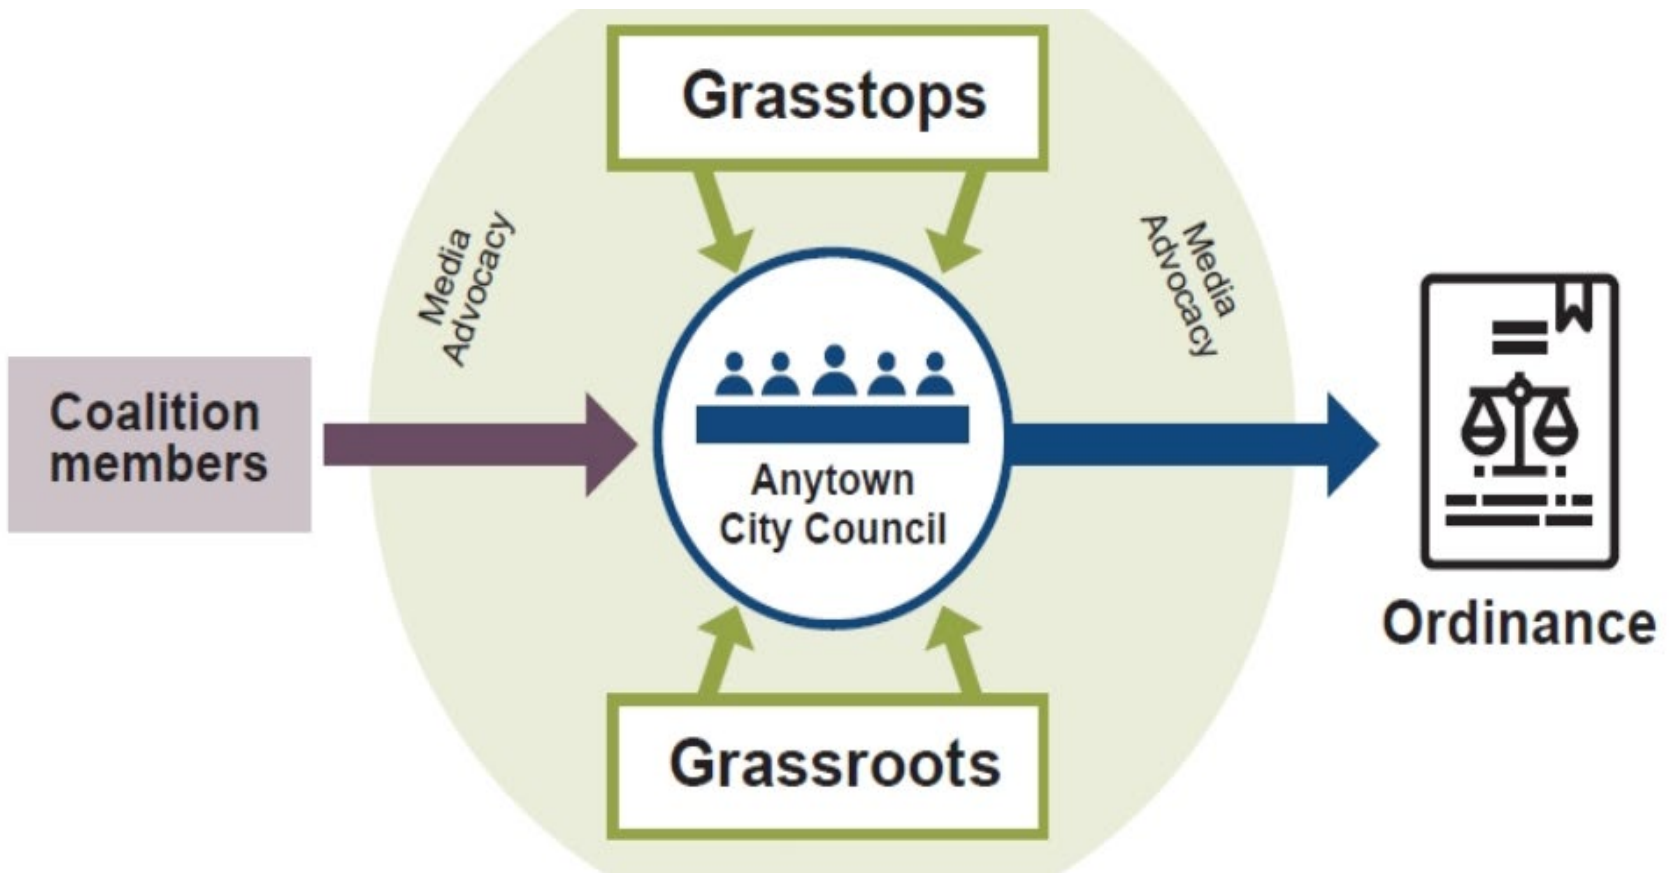 Grasstops
Media
Advocacy
Media
Advocacy
Coalition
members
Anytown
City Council
Ordinance
Grassroots